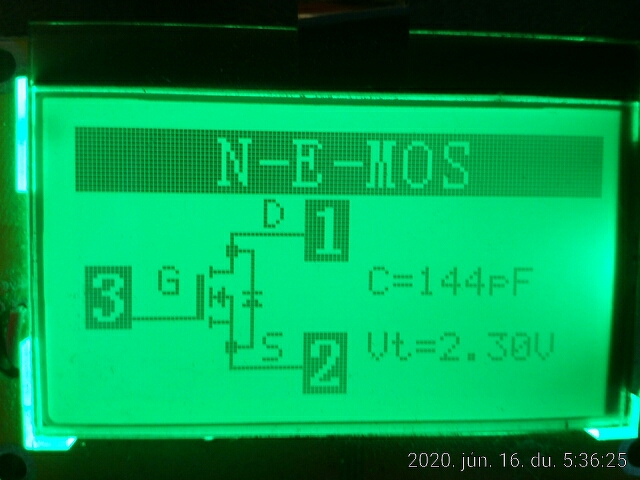 N-E-MOS
D 1
3 G C=144pF
S 2 Vt=2.30V
2020. jún. 16. du. 5:36:25